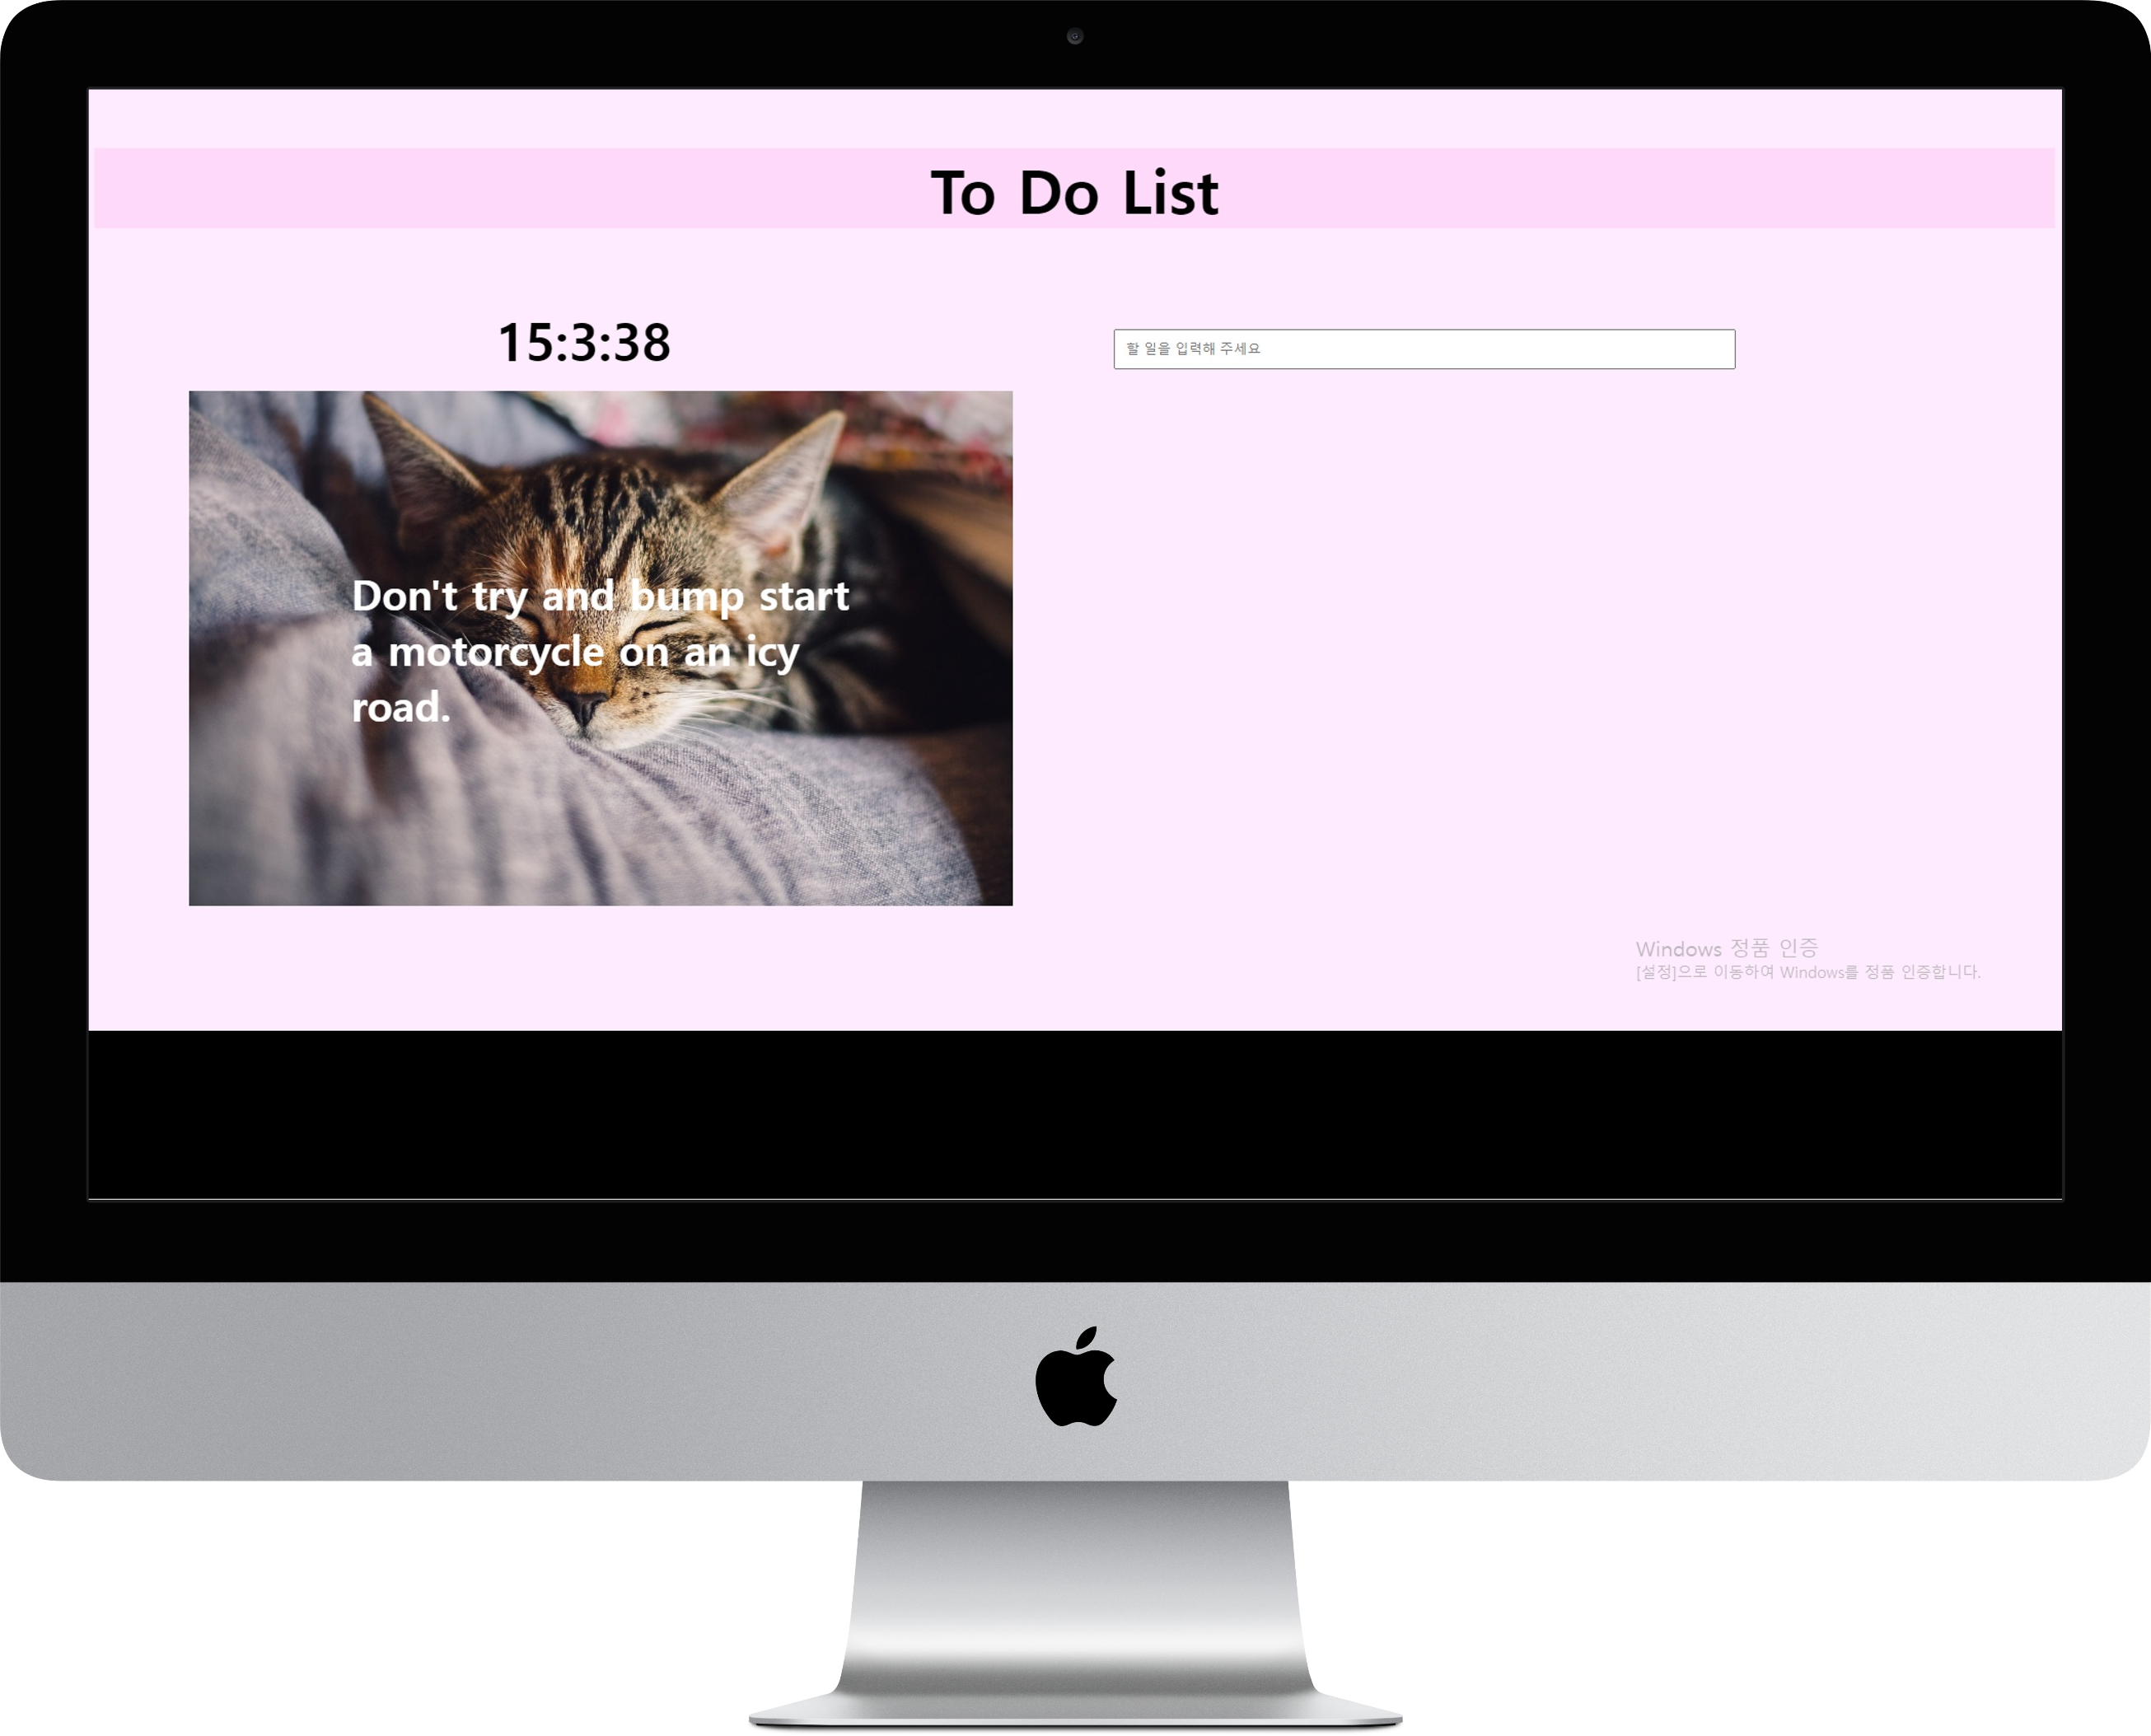 To Do List
15:3:38
할 일을 입력해 주세요
Don't try and bump start
a motorcycle on an icy
road.
Windows 정품 인증
[설정]으로 이동하여 Windows를 정품 인증합니다.